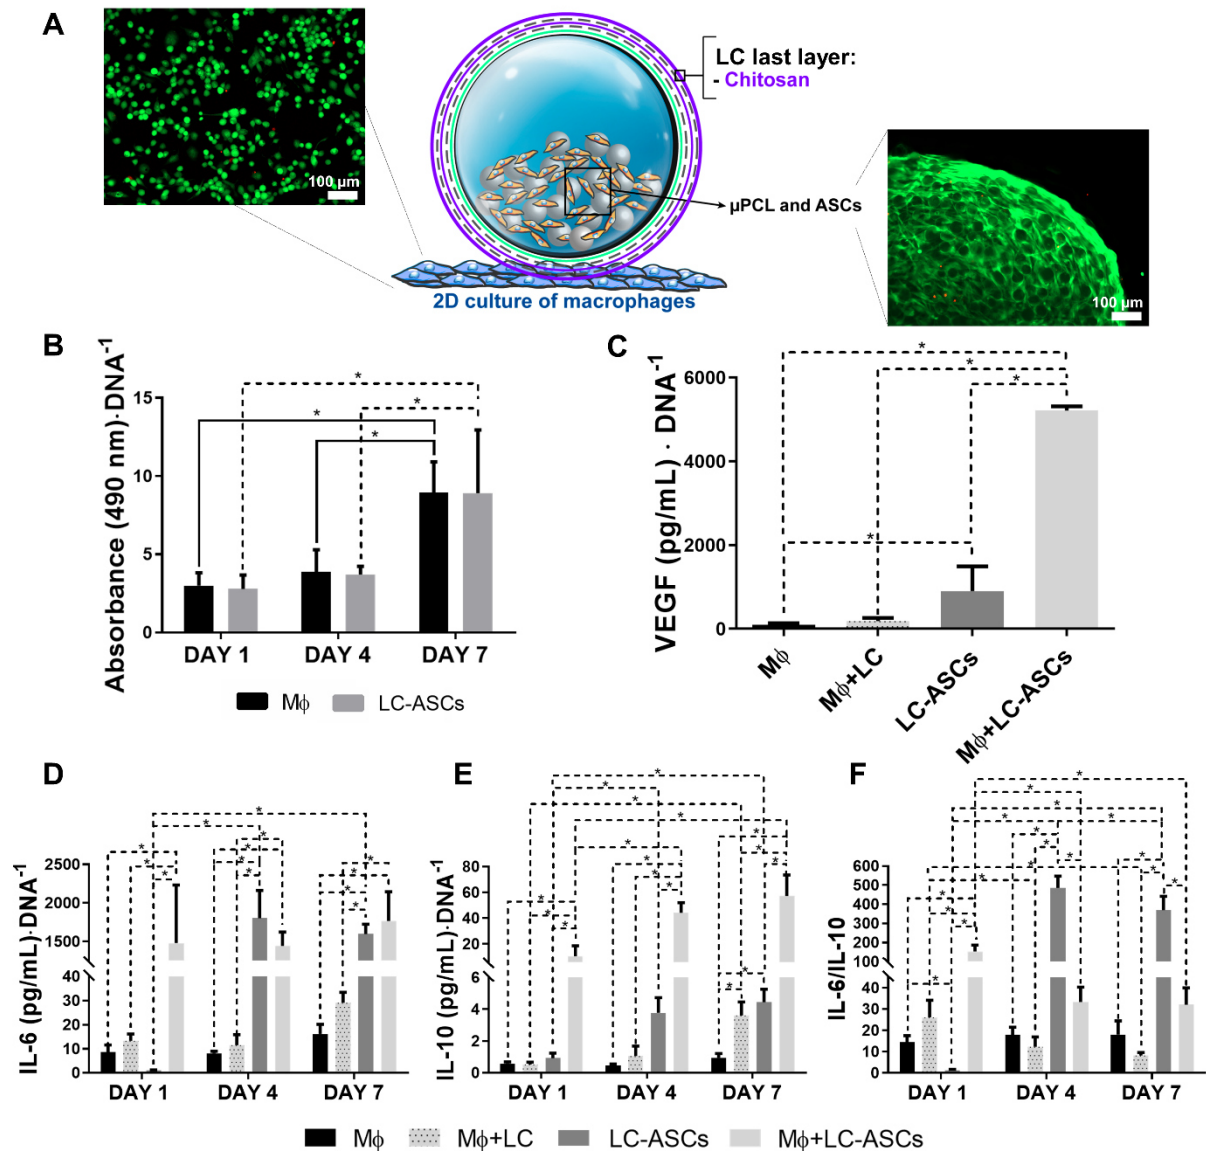 A
100 µm
LC last layer:
- Chitosan
µPCL and ASCs
2D culture of macrophages
100 µm
B
Absorbance (490 nm)·DNA⁻¹
15
10
5
0
* * * *
DAY 1 DAY 4 DAY 7
Mϕ LC-ASCs
C
VEGF (pg/mL) · DNA⁻¹
6000
4000
2000
0
* * * *
Mϕ
Mϕ+LC
LC-ASCs
Mϕ+LC-ASCs
D
IL-6 (pg/mL)·DNA⁻¹
2500
2000
1500
1000
500
40
30
20
10
0
DAY 1 DAY 4 DAY 7
E
IL-10 (pg/mL)·DNA⁻¹
80
60
40
20
6
4
2
0
DAY 1 DAY 4 DAY 7
F
IL-6/IL-10
600
500
400
300
200
100
40
30
20
10
0
DAY 1 DAY 4 DAY 7
Mϕ Mϕ+LC LC-ASCs Mϕ+LC-ASCs